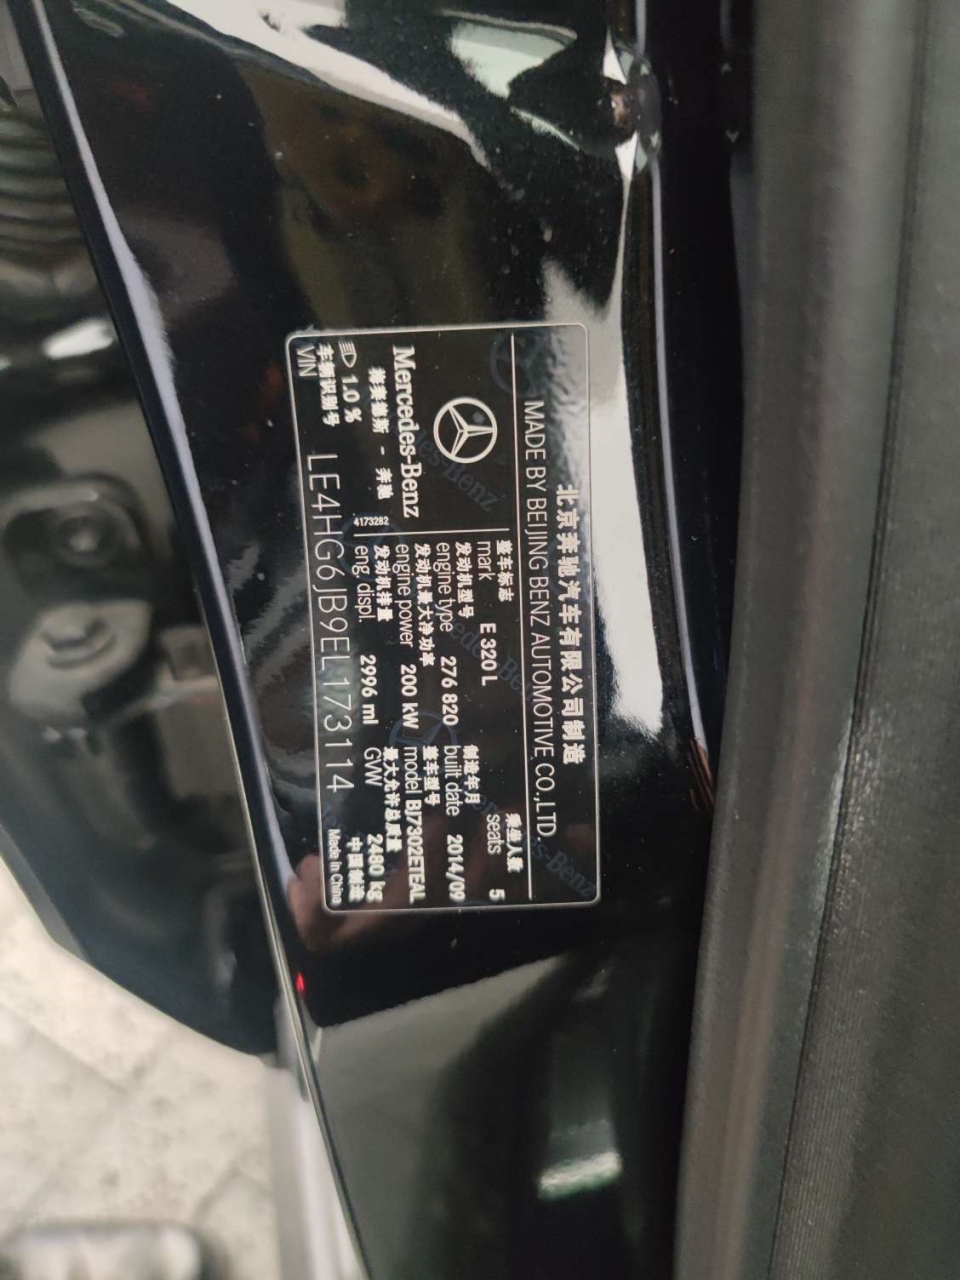 北京奔驰汽车有限公司制造
MADE BY BEIJING BENZ AUTOMOTIVE CO.,LTD
乘坐人数
整车标志 seats 5
mark E 320 L
发动机型号 制造年月
engine type 276 820 built date 2014/09
发动机最大净功率 整车型号
engine power 200 kW model BJ7302ETEAL
发动机排量 最大允许总质量
eng. displ. 2996 ml GVW 2480 kg
Mercedes-Benz
梅赛德斯 - 奔驰
4173282
1.0 %
中国制造
Made in China
车辆识别号
VIN LE4HG6JB9EL173114